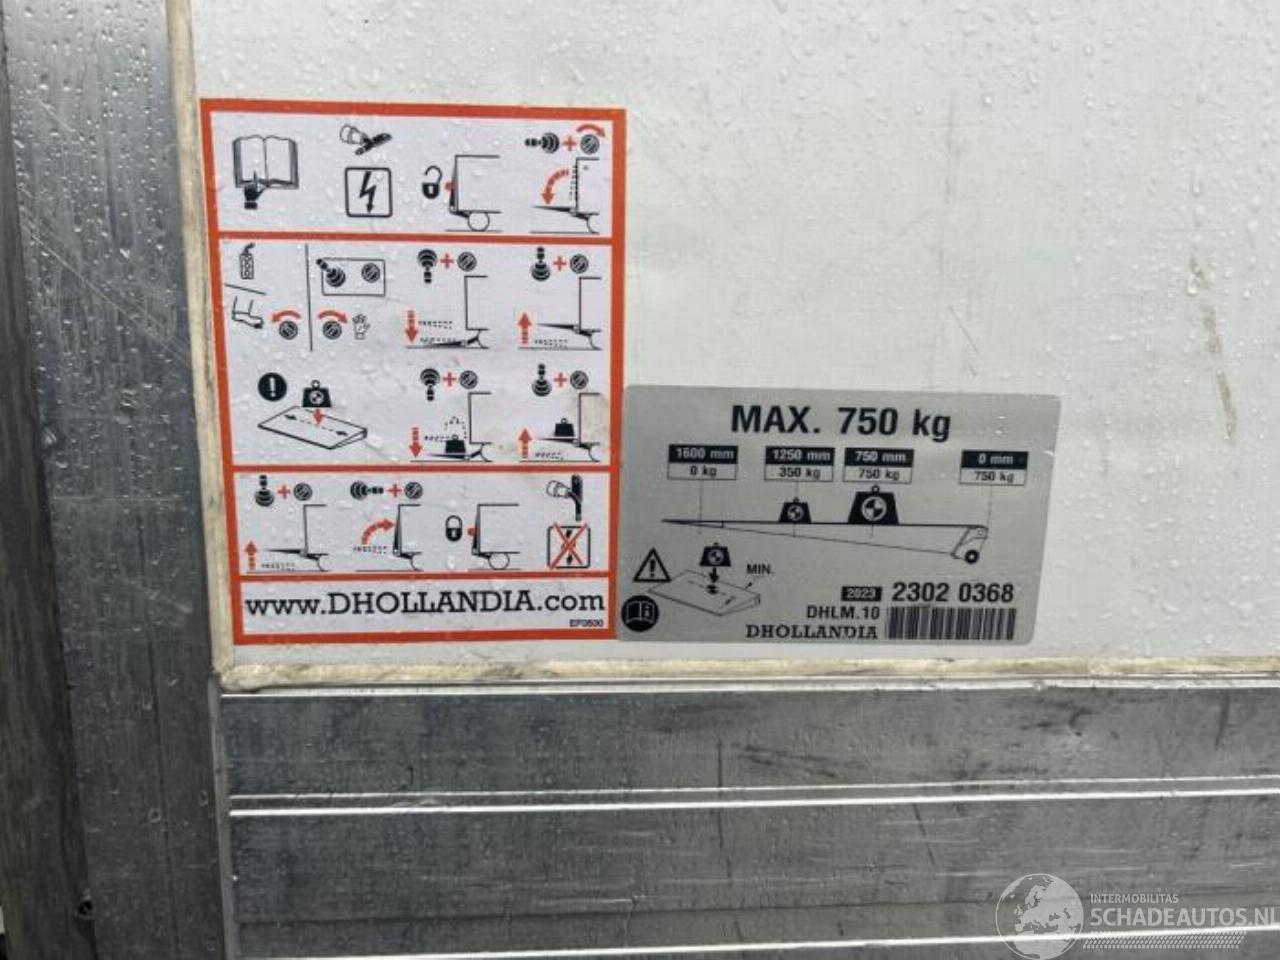 www.DHOLLANDIA.com
EF0600
MAX. 750 kg
1600 mm 1250 mm 750 mm 0 mm
0 kg 350 kg 750 kg 750 kg
MIN.
2023 2302 0368
DHLM.10
DHOLLANDIA
INTERMOBILITAS
SCHADEAUTOS.NL